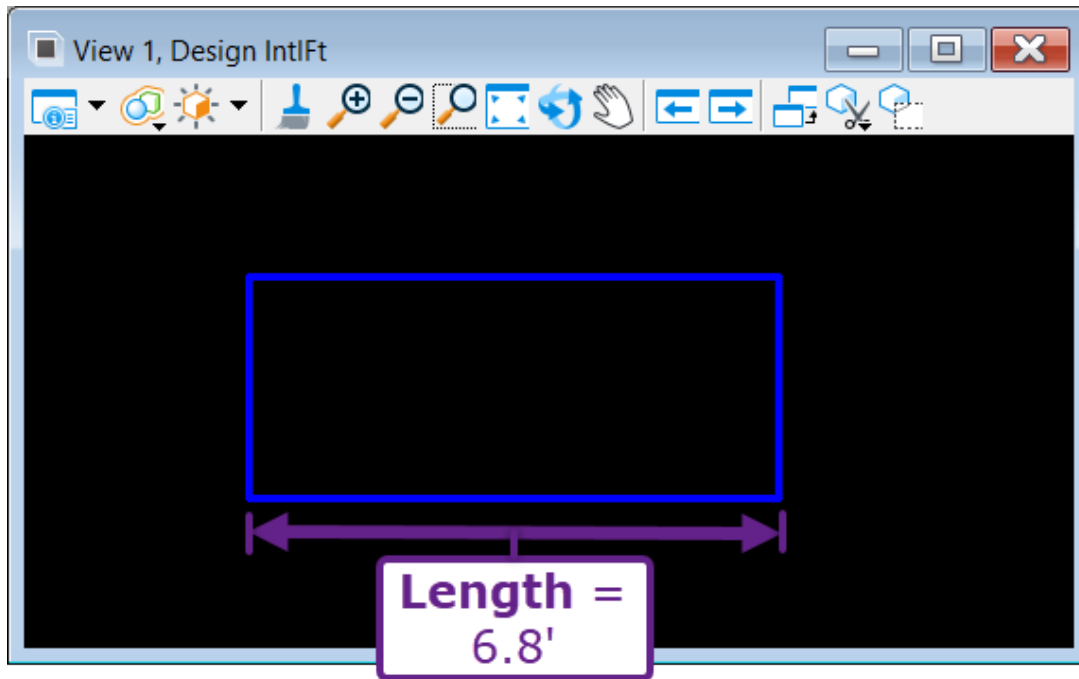 View 1, Design IntlFt
Length =
6.8'